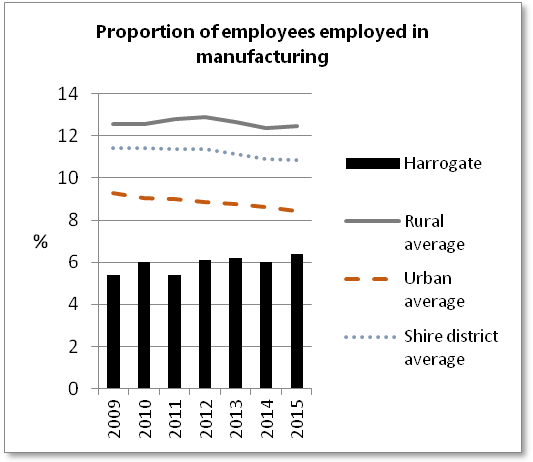 Proportion of employees employed in
manufacturing
14
12
10
8
6
4
2
0
%
2009
2010
2011
2012
2013
2014
2015
Harrogate
Rural
average
Urban
average
Shire district
average